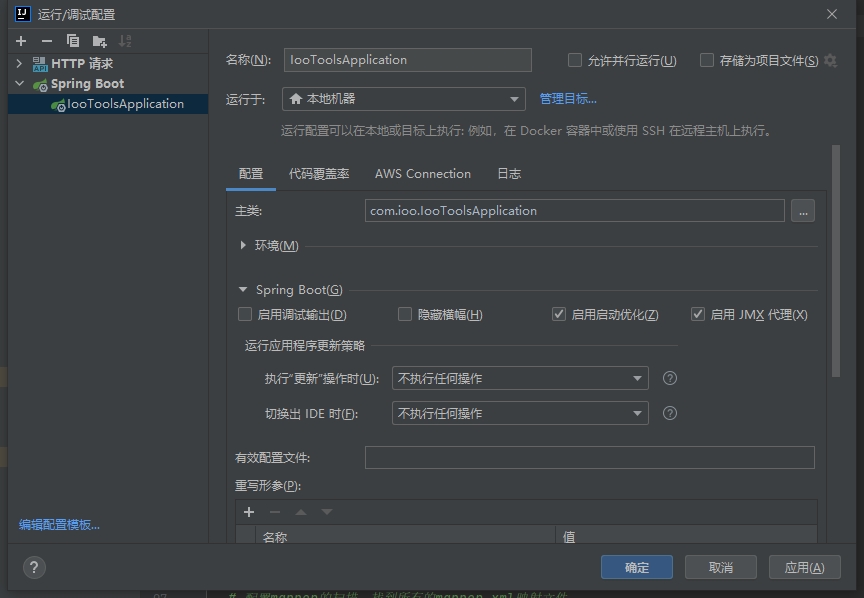 运行/调试配置
HTTP 请求
Spring Boot
IooToolsApplication
编辑配置模板...
名称(N): IooToolsApplication 允许并行运行(U) 存储为项目文件(S)
运行于: 本地机器 管理目标...
运行配置可以在本地或目标上执行: 例如，在 Docker 容器中或使用 SSH 在远程主机上执行。
配置 代码覆盖率 AWS Connection 日志
主类: com.ioo.IooToolsApplication ...
环境(M)
Spring Boot(G)
启用调试输出(D) 隐藏横幅(H) 启用启动优化(Z) 启用 JMX 代理(X)
运行应用程序更新策略
执行“更新”操作时(U): 不执行任何操作
切换出 IDE 时(F): 不执行任何操作
有效配置文件:
重写形参(P):
名称 值
? 确定 取消 应用(A)
97 # 配置mapper的扫描，找到所有的mapper.xml映射文件